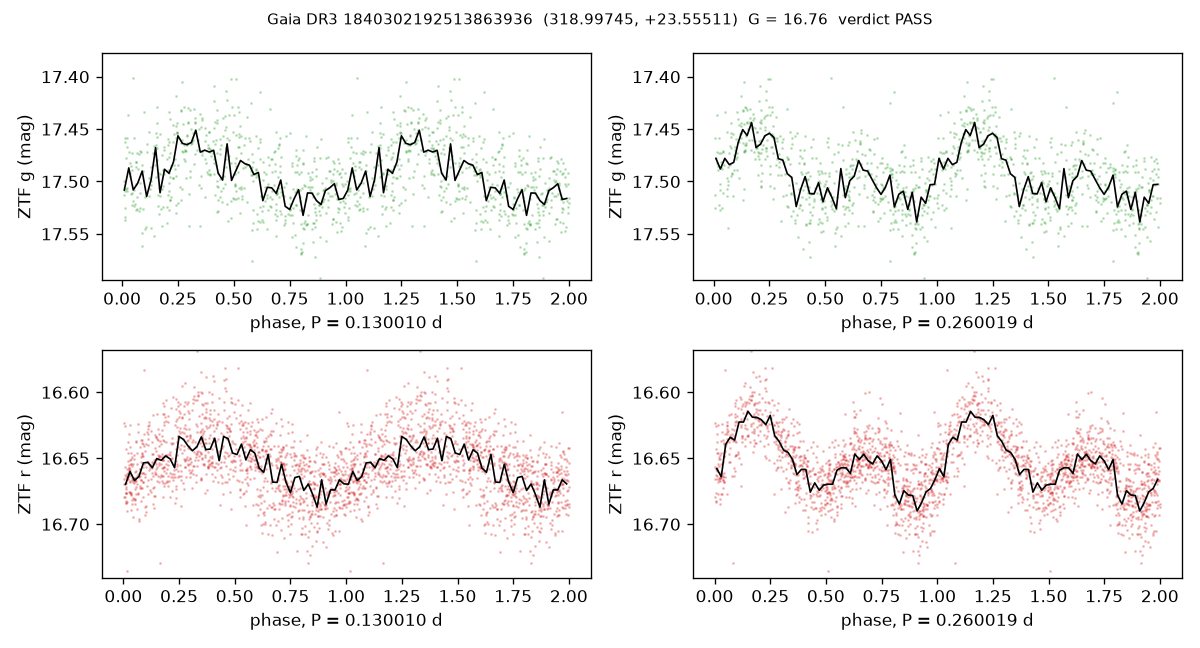 Gaia DR3 1840302192513863936  (318.99745, +23.55511)  G = 16.76  verdict PASS
ZTF g (mag)
17.40
17.45
17.50
17.55
0.00 0.25 0.50 0.75 1.00 1.25 1.50 1.75 2.00
phase, P = 0.130010 d
ZTF g (mag)
17.40
17.45
17.50
17.55
0.00 0.25 0.50 0.75 1.00 1.25 1.50 1.75 2.00
phase, P = 0.260019 d
ZTF r (mag)
16.60
16.65
16.70
0.00 0.25 0.50 0.75 1.00 1.25 1.50 1.75 2.00
phase, P = 0.130010 d
ZTF r (mag)
16.60
16.65
16.70
0.00 0.25 0.50 0.75 1.00 1.25 1.50 1.75 2.00
phase, P = 0.260019 d